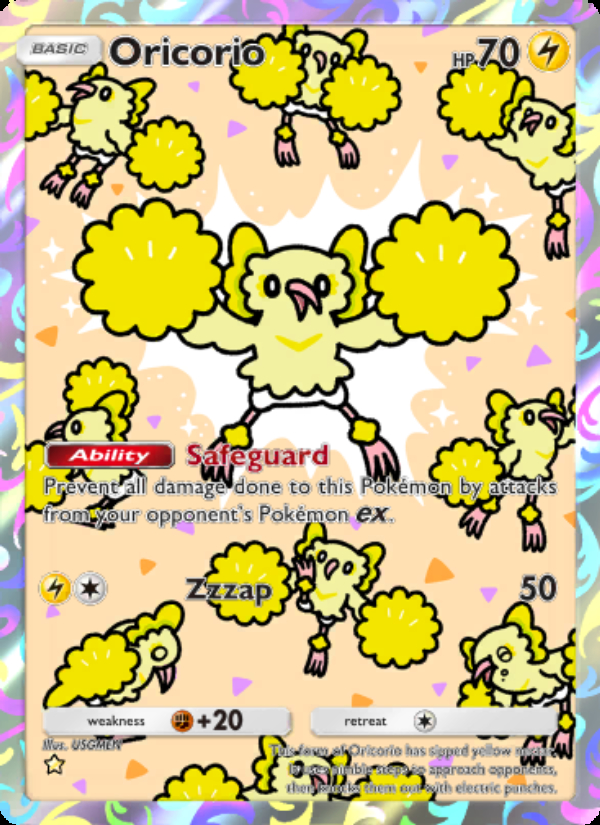 BASIC Oricorio HP 70
Ability Safeguard
Prevent all damage done to this Pokémon by attacks
from your opponent's Pokémon ex.
Zzzap 50
weakness +20 retreat
Illus. USGMEN
This form of Oricorio has sipped yellow nectar.
It uses nimble steps to approach opponents,
then knocks them out with electric punches.